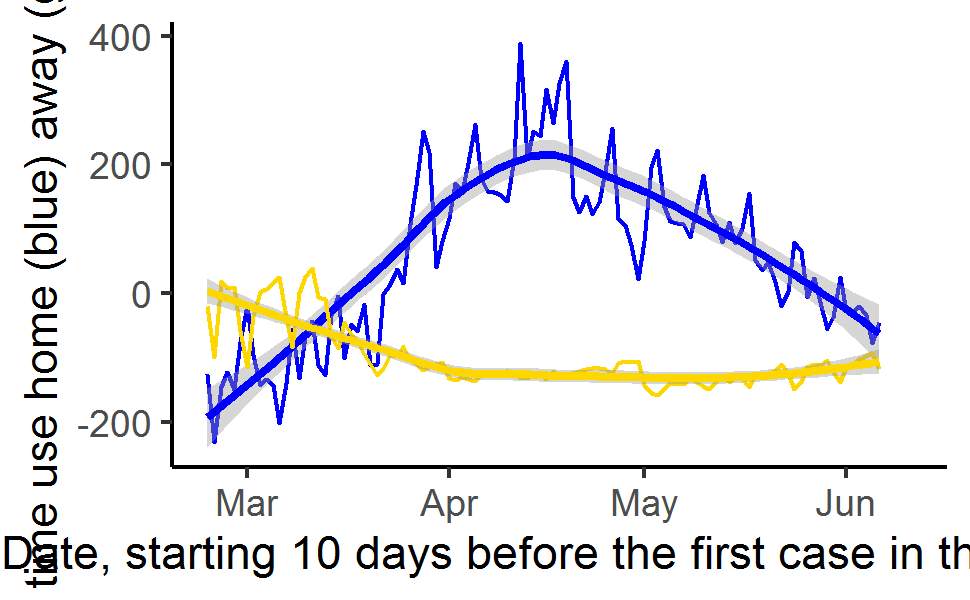 time use home (blue) away (
400
200
0
-200
Mar Apr May Jun
Date, starting 10 days before the first case in th